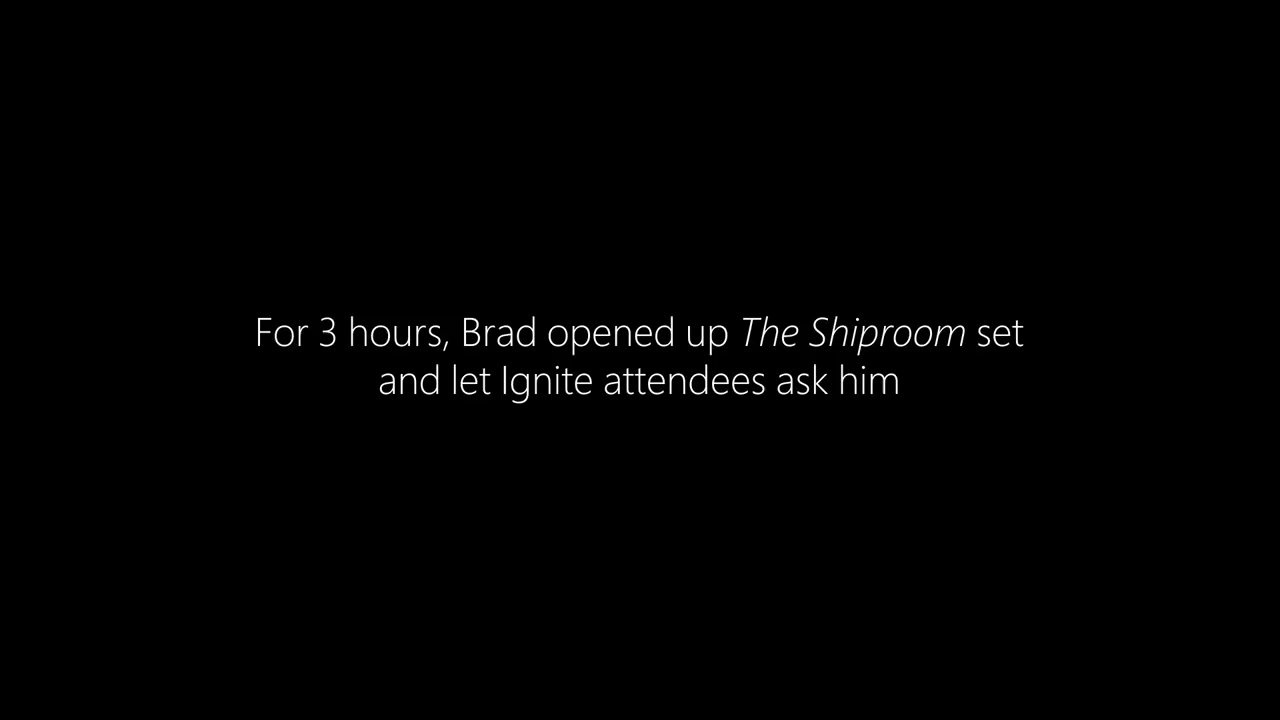 For 3 hours, Brad opened up The Shiproom set
and let Ignite attendees ask him